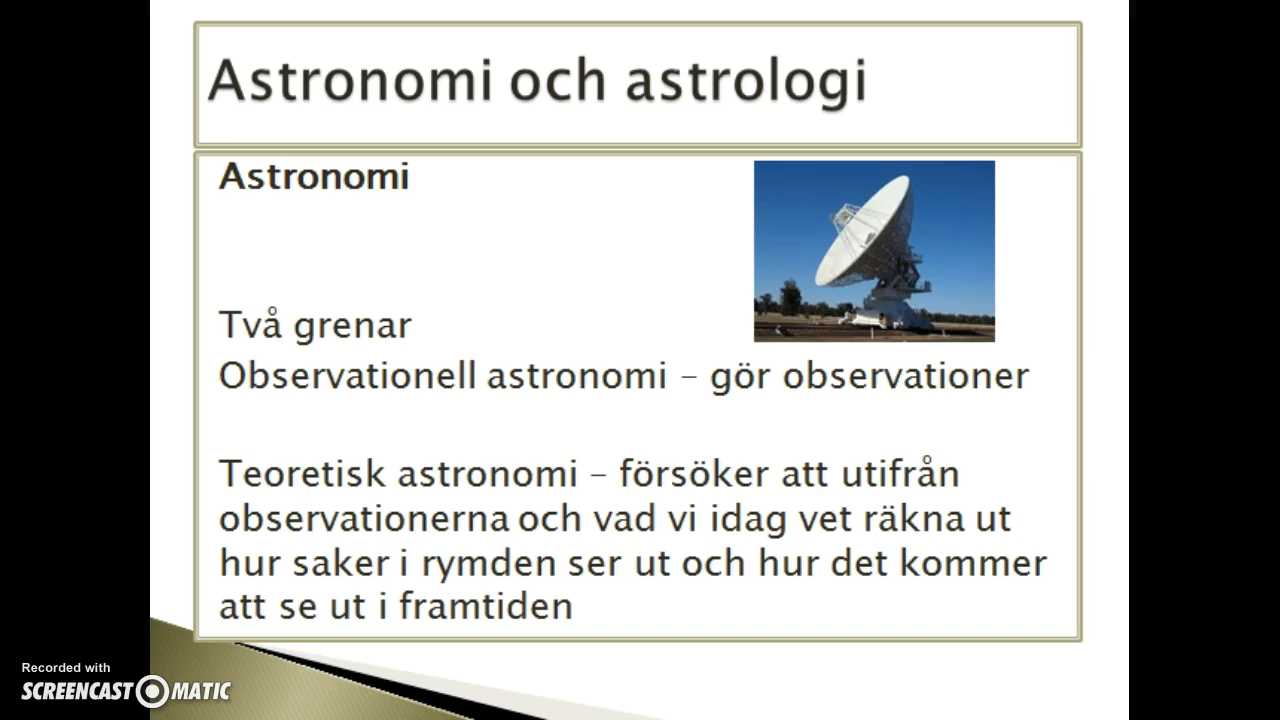 Astronomi och astrologi
Astronomi
Två grenar
Observationell astronomi – gör observationer
Teoretisk astronomi – försöker att utifrån
observationerna och vad vi idag vet räkna ut
hur saker i rymden ser ut och hur det kommer
att se ut i framtiden
Recorded with
SCREENCAST MATIC